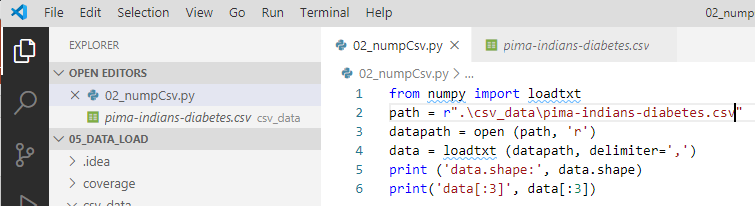 File Edit Selection View Go Run Terminal Help 02_nump
EXPLORER
OPEN EDITORS
02_numpCsv.py
pima-indians-diabetes.csv csv_data
05_DATA_LOAD
.idea
coverage
csv_data
02_numpCsv.py pima-indians-diabetes.csv
02_numpCsv.py > ...
1 from numpy import loadtxt
2 path = r".\csv_data\pima-indians-diabetes.csv"
3 datapath = open (path, 'r')
4 data = loadtxt (datapath, delimiter=',')
5 print ('data.shape:', data.shape)
6 print('data[:3]', data[:3])